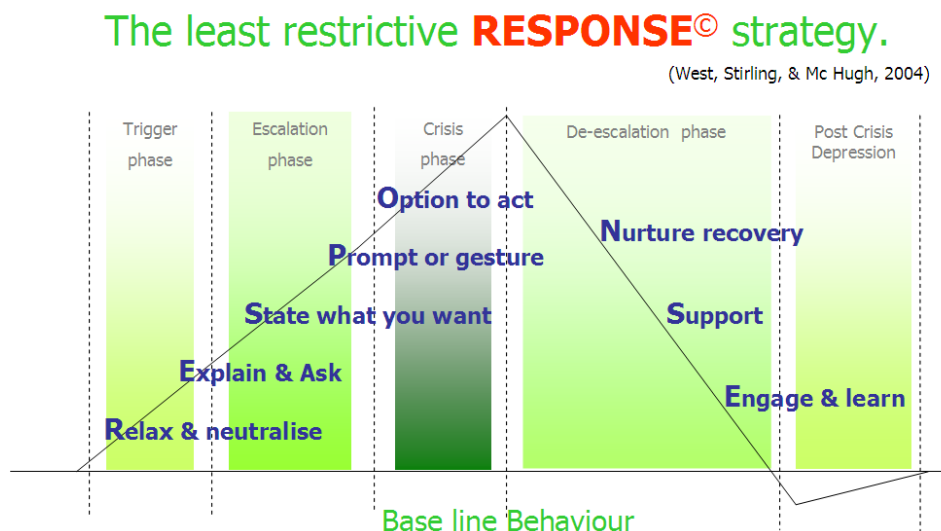 The least restrictive RESPONSE© strategy.
(West, Stirling, & Mc Hugh, 2004)
Trigger
phase
Escalation
phase
Crisis
phase
De-escalation phase
Post Crisis
Depression
Option to act
Prompt or gesture
State what you want
Explain & Ask
Relax & neutralise
Nurture recovery
Support
Engage & learn
Base line Behaviour